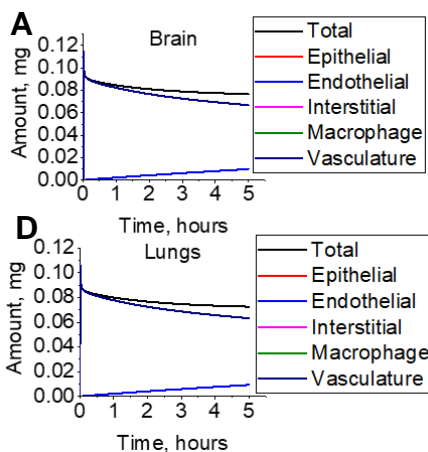 A
Brain
Amount, mg
0.12
0.10
0.08
0.06
0.04
0.02
0.00
0 1 2 3 4 5
Time, hours
Total
Epithelial
Endothelial
Interstitial
Macrophage
Vasculature
D
Lungs
Amount, mg
0.12
0.10
0.08
0.06
0.04
0.02
0.00
0 1 2 3 4 5
Time, hours
Total
Epithelial
Endothelial
Interstitial
Macrophage
Vasculature